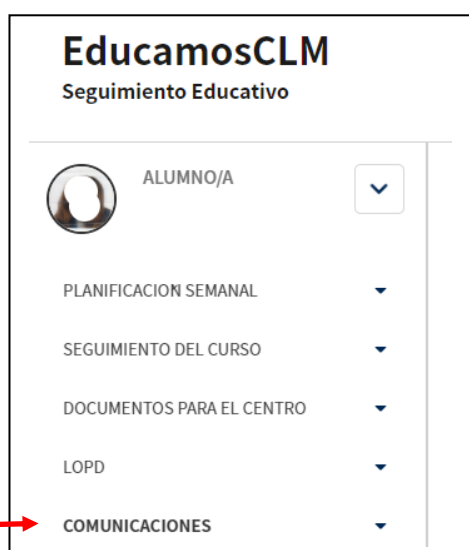 EducamosCLM
Seguimiento Educativo
ALUMNO/A
PLANIFICACION SEMANAL
SEGUIMIENTO DEL CURSO
DOCUMENTOS PARA EL CENTRO
LOPD
COMUNICACIONES